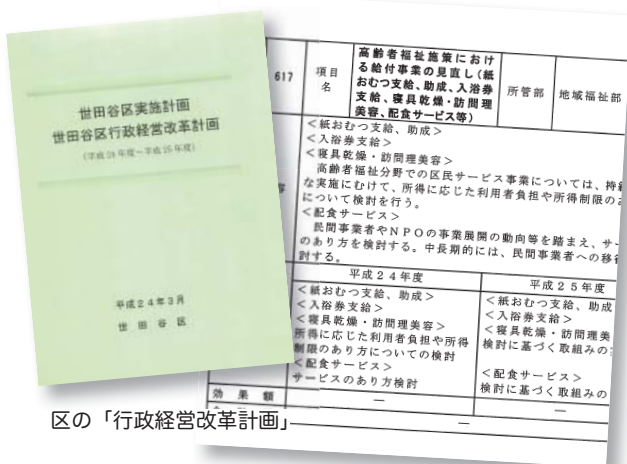 世田谷区実施計画
世田谷区行政経営改革計画
(平成24年度~平成25年度)
平成24年3月
世田谷区
617
項目名
高齢者福祉施策におけ
る給付事業の見直し(紙
おむつ支給、助成、入浴券
支給、寝具乾燥・訪問理
美容、配食サービス等)
所管部
地域福祉部
容
<紙おむつ支給、助成>
<入浴券支給>
<寝具乾燥・訪問理美容>
高齢者福祉分野での区民サービス事業については、持続
な実施にむけて、所得に応じた利用者負担や所得制限の
について検討を行う。
<配食サービス>
民間事業者やNPOの事業展開の動向等を踏まえ、サー
のあり方を検討する。中長期的には、民間事業者への移行
討する。
平成24年度
<紙おむつ支給、助成>
<入浴券支給>
<寝具乾燥・訪問理美容>
所得に応じた利用者負担や所得
制限のあり方についての検討
<配食サービス>
サービスのあり方検討
平成25年度
<紙おむつ支給、助成
<入浴券支給>
<寝具乾燥・訪問理美
検討に基づく取組みの
<配食サービス>
検討に基づく取組みの
効果額
—
—
—
区の「行政経営改革計画」